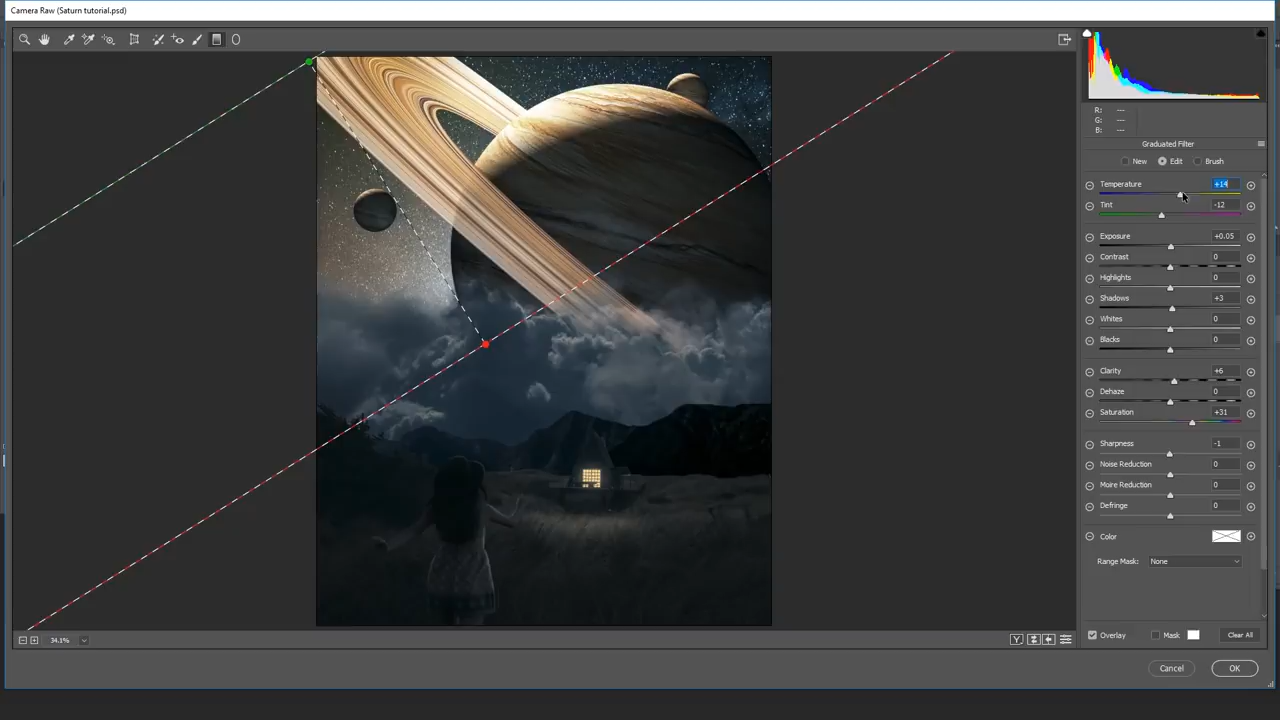 Camera Raw (Saturn tutorial.psd)
R: ---
G: ---
B: ---
Graduated Filter
New Edit Brush
Temperature +14
Tint -12
Exposure +0.05
Contrast 0
Highlights 0
Shadows +3
Whites 0
Blacks 0
Clarity +6
Dehaze 0
Saturation +31
Sharpness -1
Noise Reduction 0
Moire Reduction 0
Defringe 0
Color
Range Mask: None
34.1% Y Overlay Mask Clear All
Cancel OK